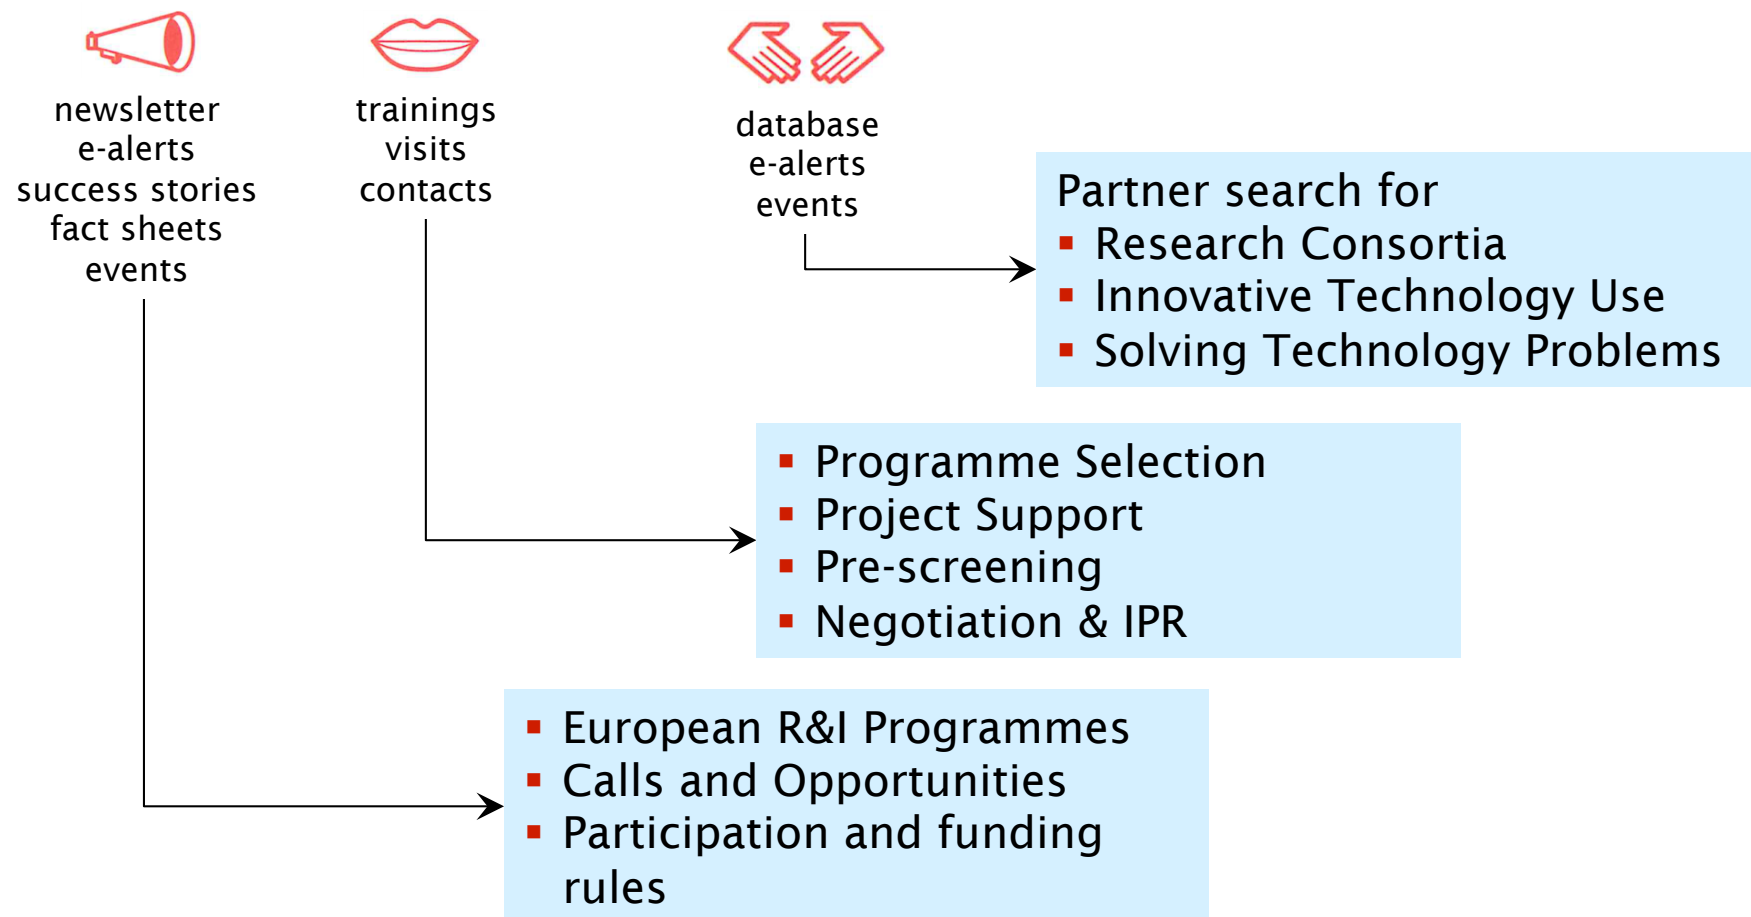 newsletter
e-alerts
success stories
fact sheets
events
trainings
visits
contacts
database
e-alerts
events
Partner search for
▪ Research Consortia
▪ Innovative Technology Use
▪ Solving Technology Problems
▪ Programme Selection
▪ Project Support
▪ Pre-screening
▪ Negotiation & IPR
▪ European R&I Programmes
▪ Calls and Opportunities
▪ Participation and funding
rules